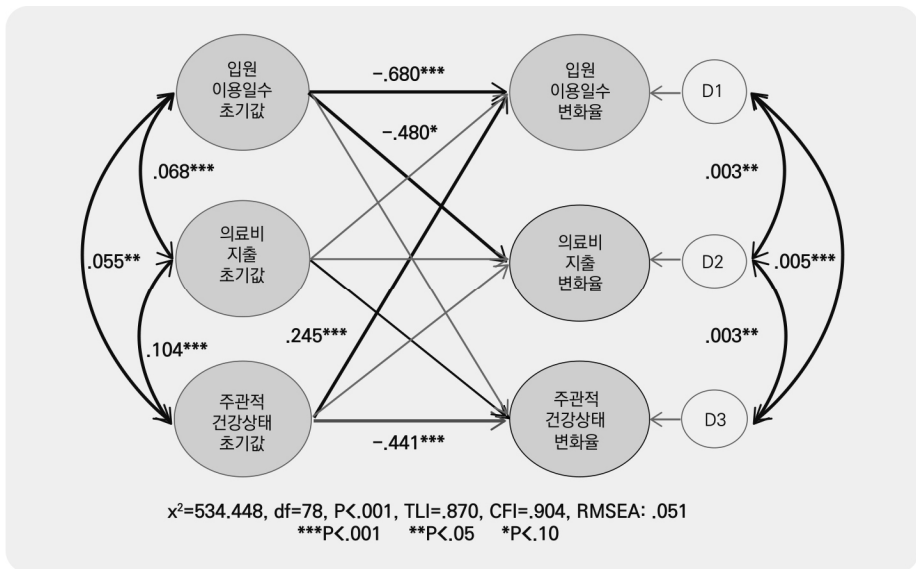 입원
이용일수
초기값
-.680***
입원
이용일수
변화율
D1
-.480*
.068***
.003**
의료비
지출
초기값
의료비
지출
변화율
D2
.055**
.005***
.104***
.245***
.003**
주관적
건강상태
초기값
주관적
건강상태
변화율
D3
-.441***
x²=534.448, df=78, P<.001, TLI=.870, CFI=.904, RMSEA: .051
***P<.001 **P<.05 *P<.10